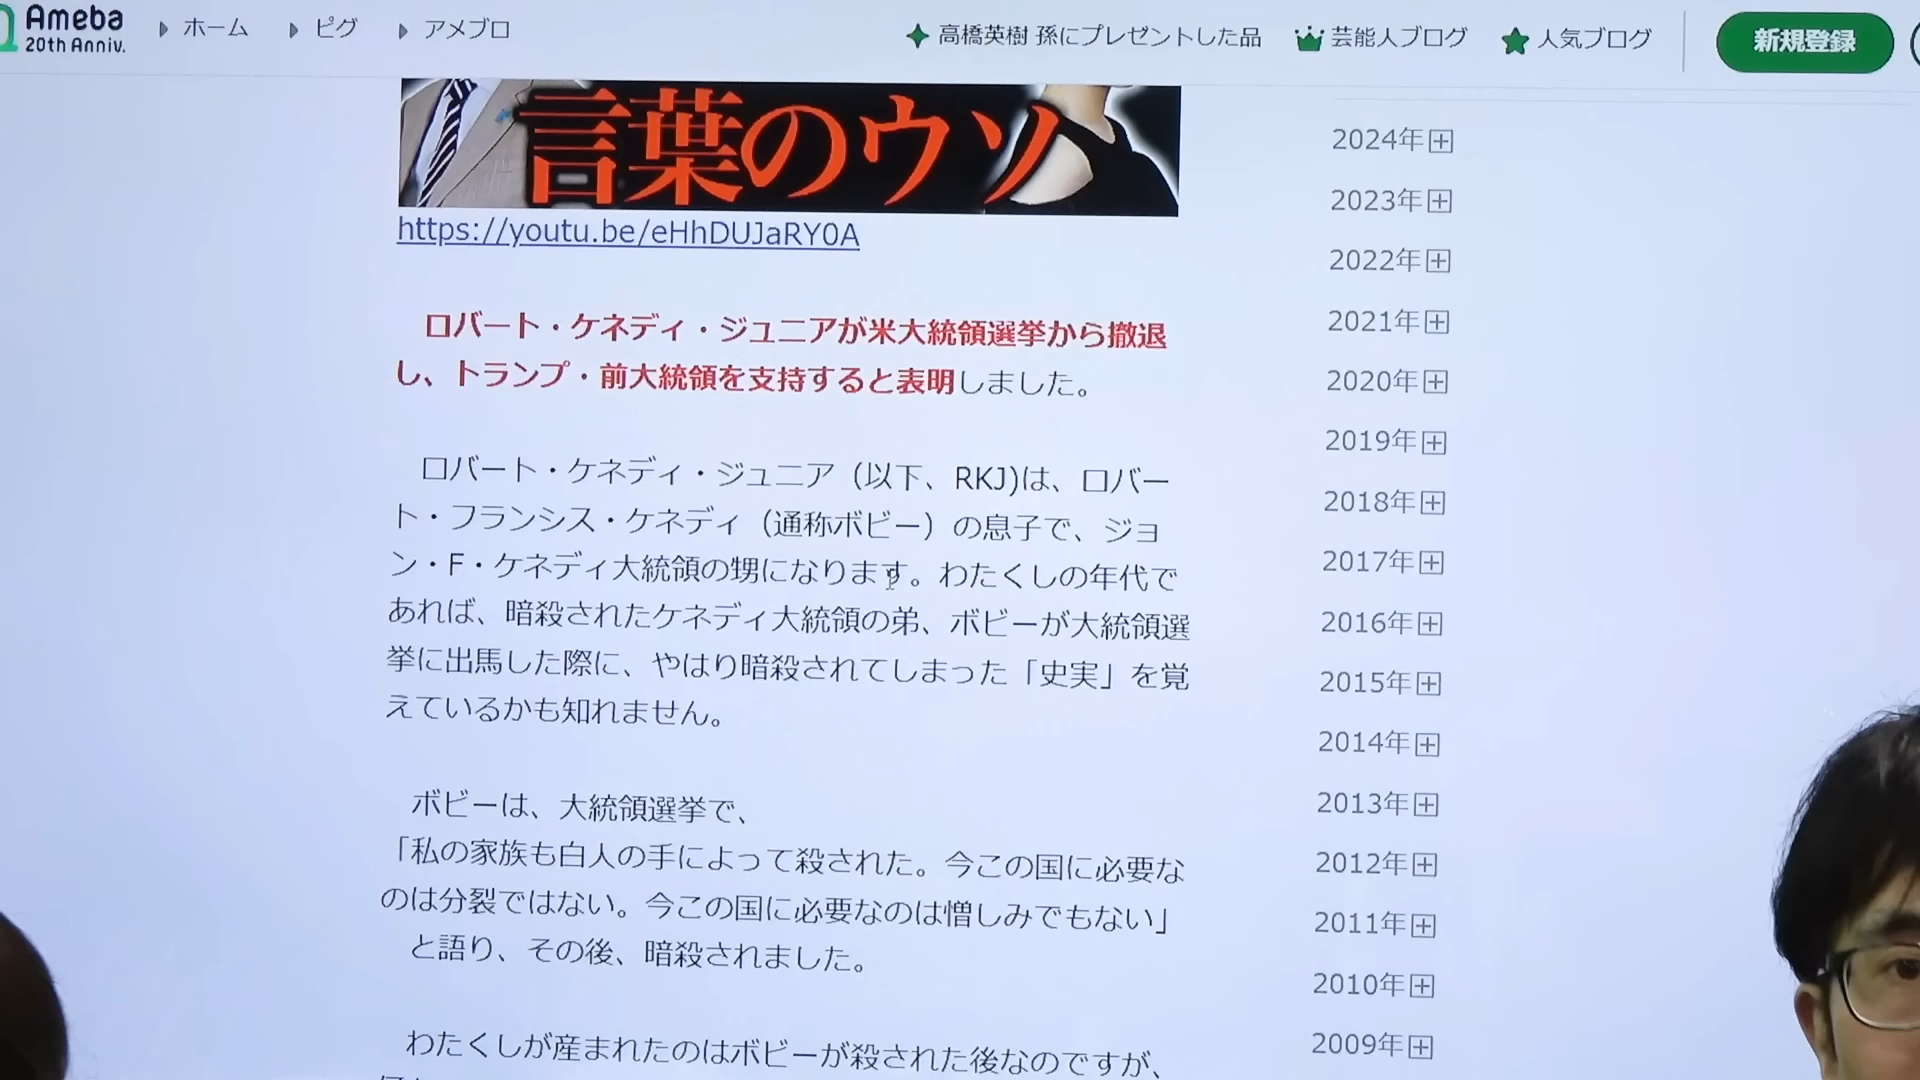 Ameba
20th Anniv.
ホーム
ピグ
アメブロ
高橋英樹 孫にプレゼントした品
芸能人ブログ
人気ブログ
新規登録
言葉のウソ
https://youtu.be/eHhDUJaRY0A
ロバート・ケネディ・ジュニアが米大統領選挙から撤退
し、トランプ・前大統領を支持すると表明しました。
ロバート・ケネディ・ジュニア（以下、RKJ)は、ロバー
ト・フランシス・ケネディ（通称ボビー）の息子で、ジョ
ン・F・ケネディ大統領の甥になります。わたくしの年代で
あれば、暗殺されたケネディ大統領の弟、ボビーが大統領選
挙に出馬した際に、やはり暗殺されてしまった「史実」を覚
えているかも知れません。
ボビーは、大統領選挙で、
「私の家族も白人の手によって殺された。今この国に必要な
のは分裂ではない。今この国に必要なのは憎しみでもない」
と語り、その後、暗殺されました。
わたくしが産まれたのはボビーが殺された後なのですが、
2024年
2023年
2022年
2021年
2020年
2019年
2018年
2017年
2016年
2015年
2014年
2013年
2012年
2011年
2010年
2009年